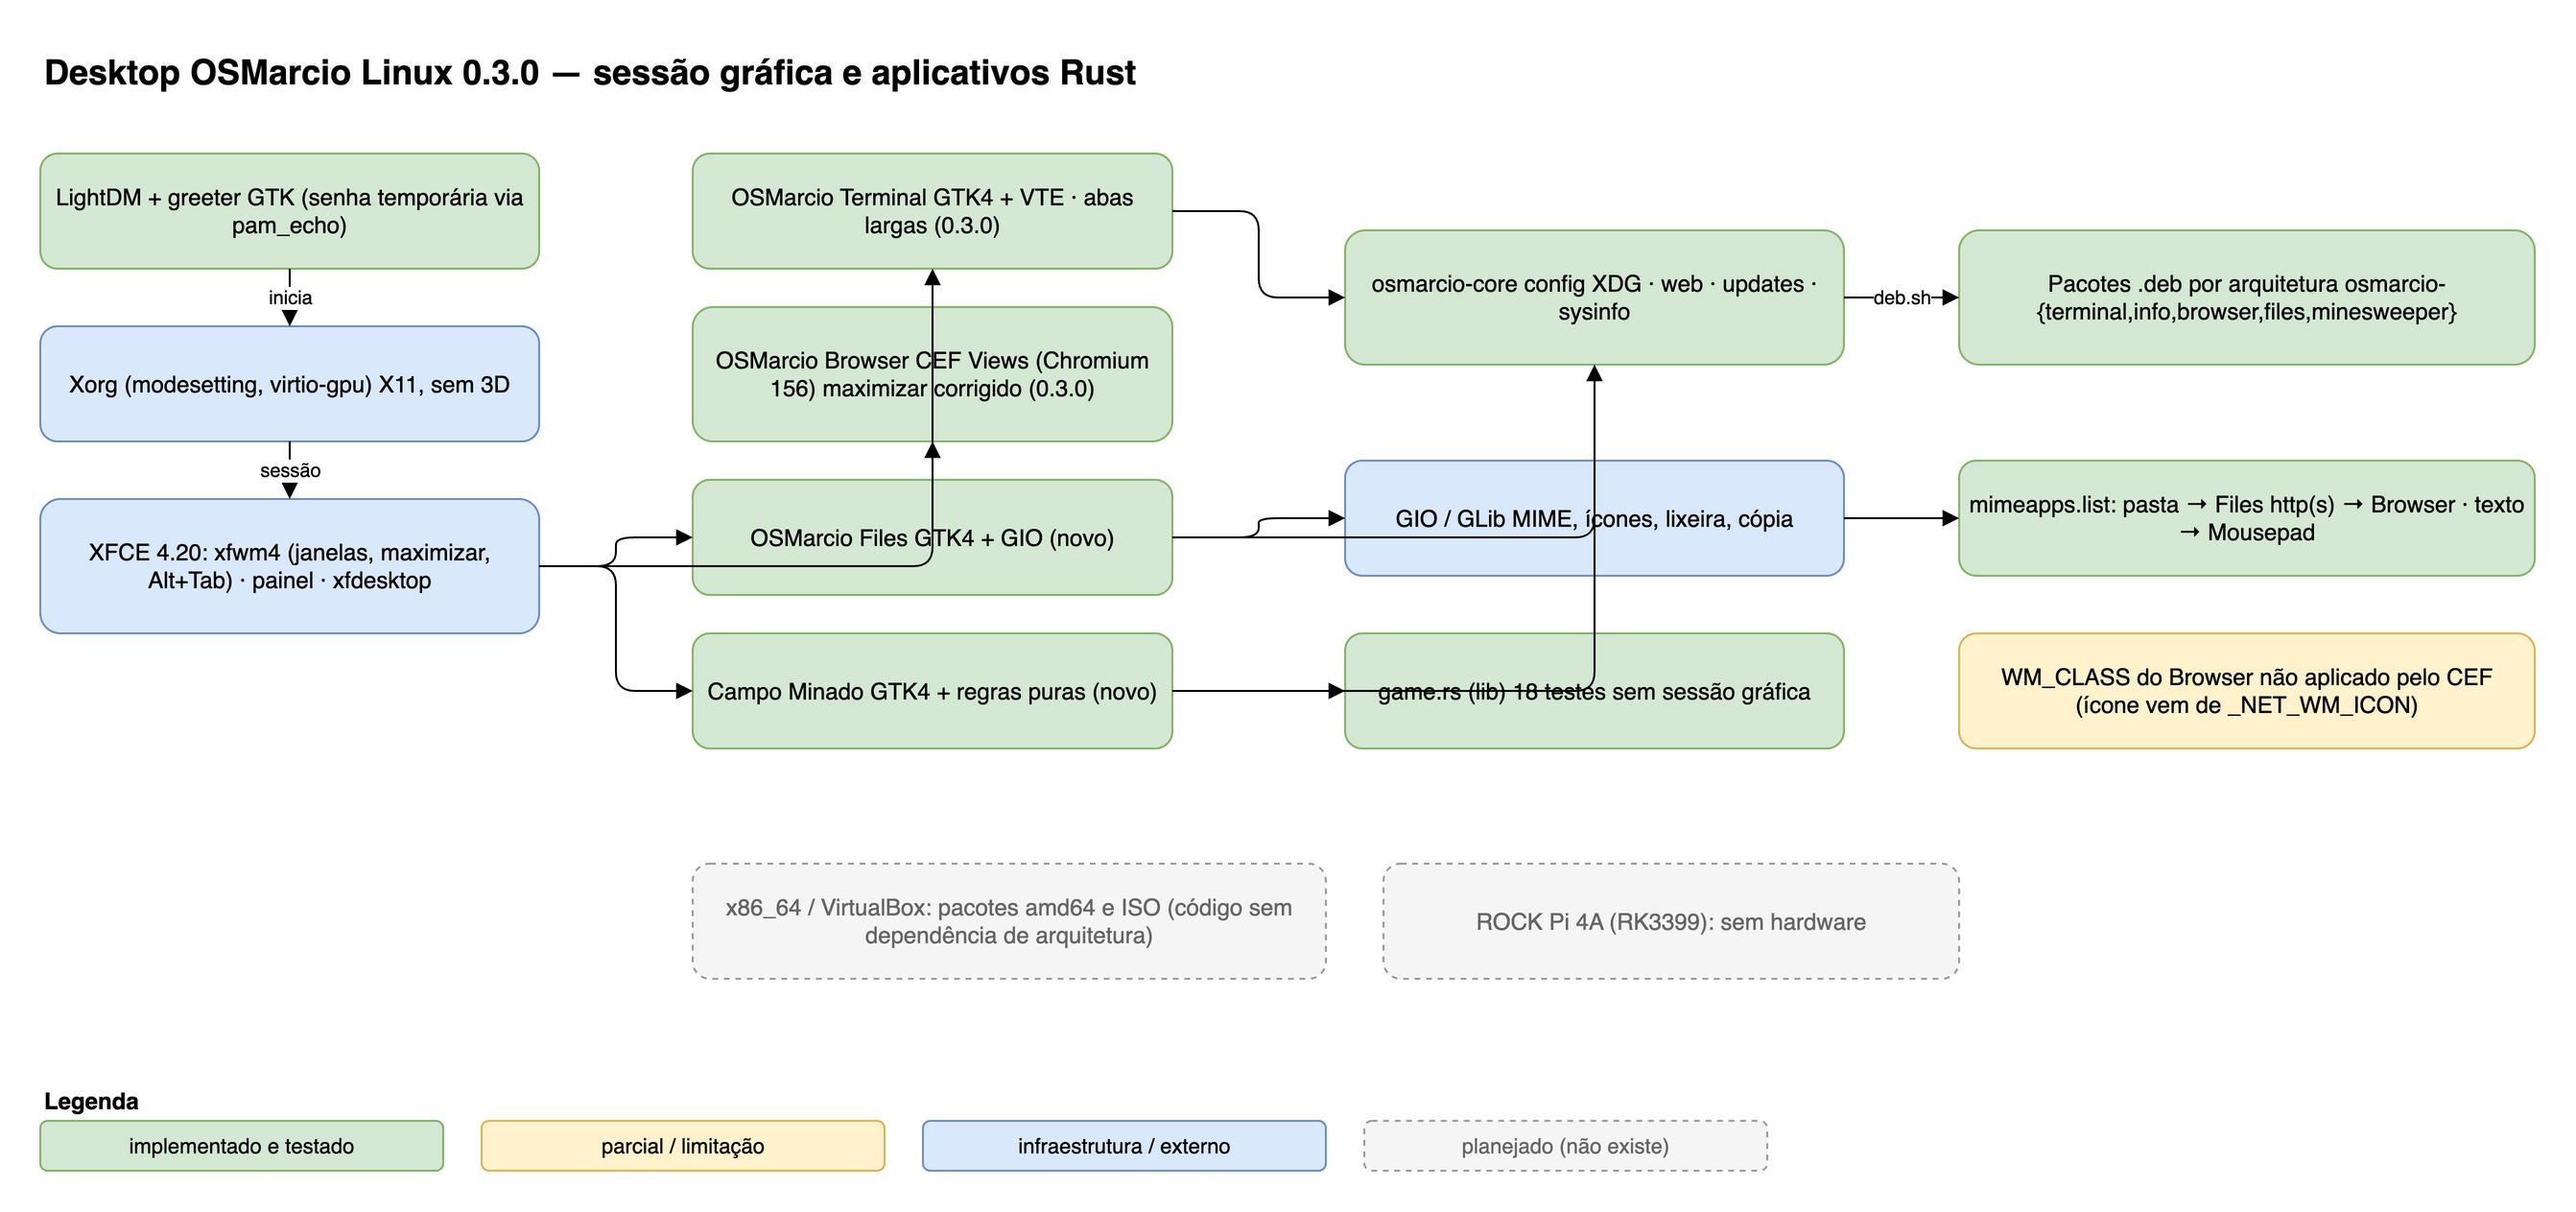 Desktop OSMarcio Linux 0.3.0 — sessão gráfica e aplicativos Rust
LightDM + greeter GTK (senha temporária via
pam_echo)
inicia
Xorg (modesetting, virtio-gpu) X11, sem 3D
sessão
XFCE 4.20: xfwm4 (janelas, maximizar,
Alt+Tab) · painel · xfdesktop
OSMarcio Terminal GTK4 + VTE · abas
largas (0.3.0)
OSMarcio Browser CEF Views (Chromium
156) maximizar corrigido (0.3.0)
OSMarcio Files GTK4 + GIO (novo)
Campo Minado GTK4 + regras puras (novo)
osmarcio-core config XDG · web · updates ·
sysinfo
GIO / GLib MIME, ícones, lixeira, cópia
game.rs (lib) 18 testes sem sessão gráfica
deb.sh
Pacotes .deb por arquitetura osmarcio-
{terminal,info,browser,files,minesweeper}
mimeapps.list: pasta → Files http(s) → Browser · texto
→ Mousepad
WM_CLASS do Browser não aplicado pelo CEF
(ícone vem de _NET_WM_ICON)
x86_64 / VirtualBox: pacotes amd64 e ISO (código sem
dependência de arquitetura)
ROCK Pi 4A (RK3399): sem hardware
Legenda
implementado e testado
parcial / limitação
infraestrutura / externo
planejado (não existe)